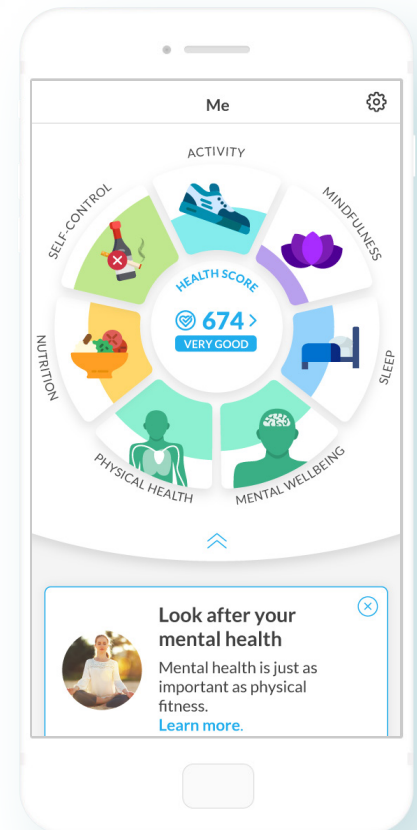 Me
ACTIVITY
MINDFULNESS
SLEEP
MENTAL WELLBEING
PHYSICAL HEALTH
NUTRITION
SELF-CONTROL
HEALTH SCORE
674 >
VERY GOOD
Look after your
mental health
Mental health is just as
important as physical
fitness.
Learn more.